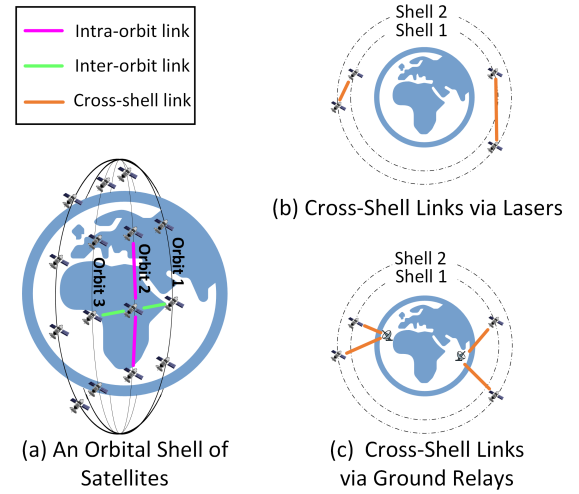 Intra-orbit link
Inter-orbit link
Cross-shell link
Orbit 1
Orbit 2
Orbit 3
(a) An Orbital Shell of
Satellites
Shell 2
Shell 1
(b) Cross-Shell Links via Lasers
Shell 2
Shell 1
(c) Cross-Shell Links
via Ground Relays